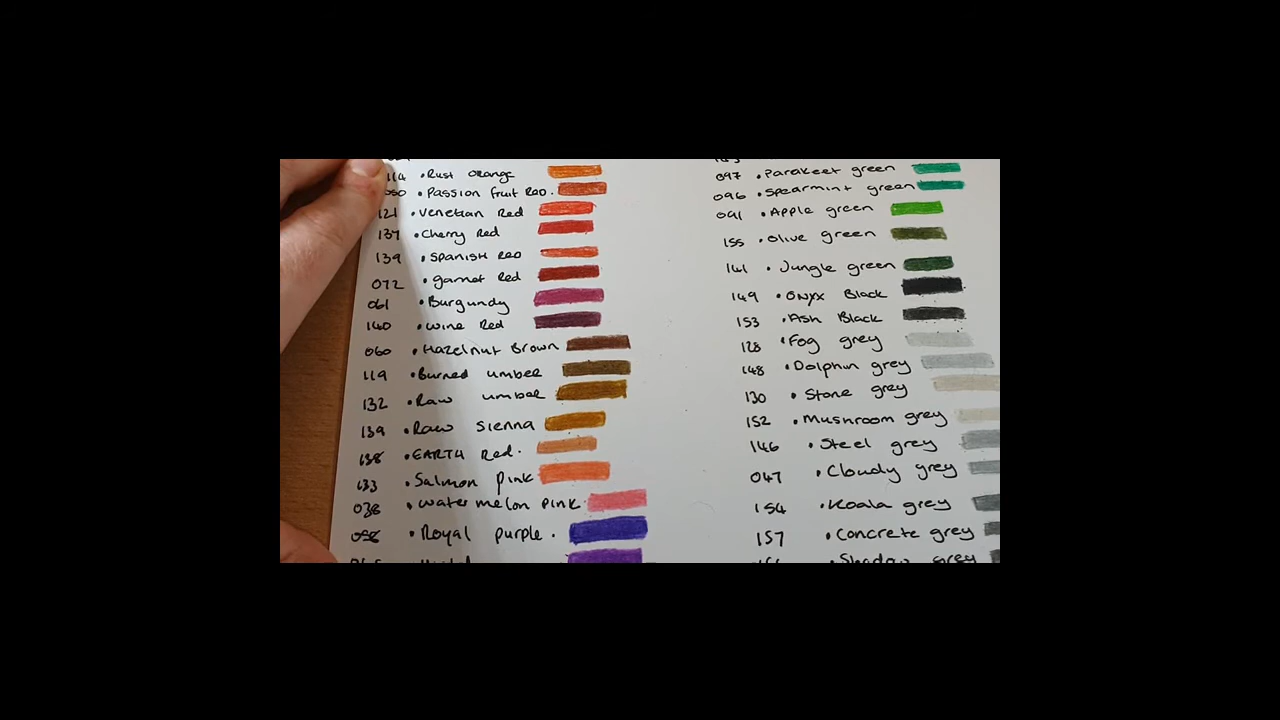 114 • Rust Orange
• Passion fruit Red.
121 • Venetian Red
137 • Cherry Red
139 • Spanish Red
072 • garnet Red
061 • Burgundy
140 • wine Red
060 • Hazelnut Brown
119 • Burned umber
132 • Raw umber
139 • Raw Sienna
138 • EARTH Red.
133 • Salmon pink
038 • water melon pink
• Royal purple.
097 • Parakeet green
096 • Spearmint green
091 • Apple green
155 • Olive green
141 • Jungle green
149 • Onyx Black
153 • Ash Black
128 • Fog grey
148 • Dolphin grey
130 • Stone grey
152 • Mushroom grey
146 • Steel grey
047 • Cloudy grey
154 • Koala grey
157 • Concrete grey
• Shadow grey